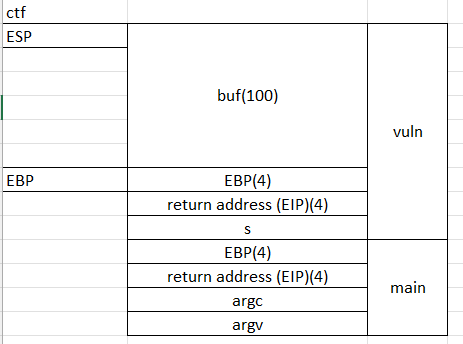 ctf
ESP
buf(100)
vuln
EBP
EBP(4)
return address (EIP)(4)
s
EBP(4)
return address (EIP)(4)
main
argc
argv